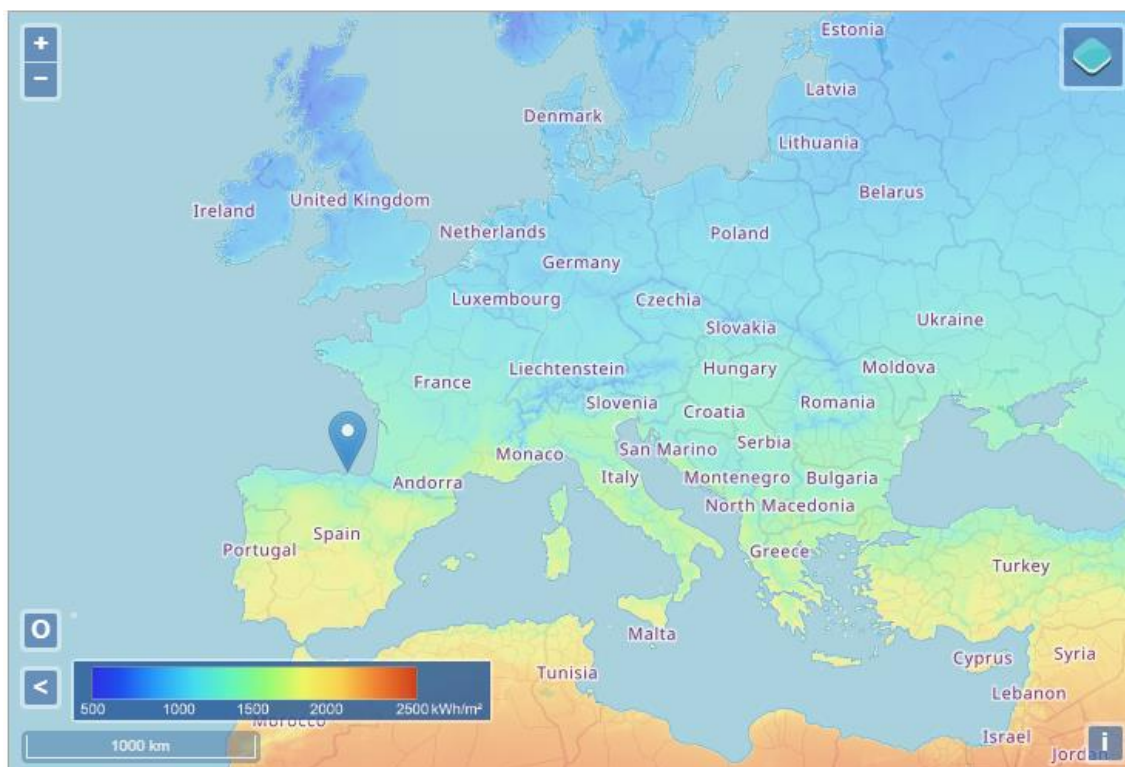 +
−
Estonia
Latvia
Denmark
Lithuania
Belarus
Ireland
United Kingdom
Netherlands
Poland
Germany
Luxembourg
Czechia
Ukraine
Slovakia
France
Liechtenstein
Hungary
Moldova
Slovenia
Croatia
Romania
Serbia
San Marino
Monaco
Andorra
Italy
Montenegro
Bulgaria
North Macedonia
Spain
Portugal
Greece
Turkey
O
Malta
Cyprus
Syria
Tunisia
<
Lebanon
500 1000 1500 2000 2500 kWh/m²
Morocco
Israel
i
1000 km
Jordan